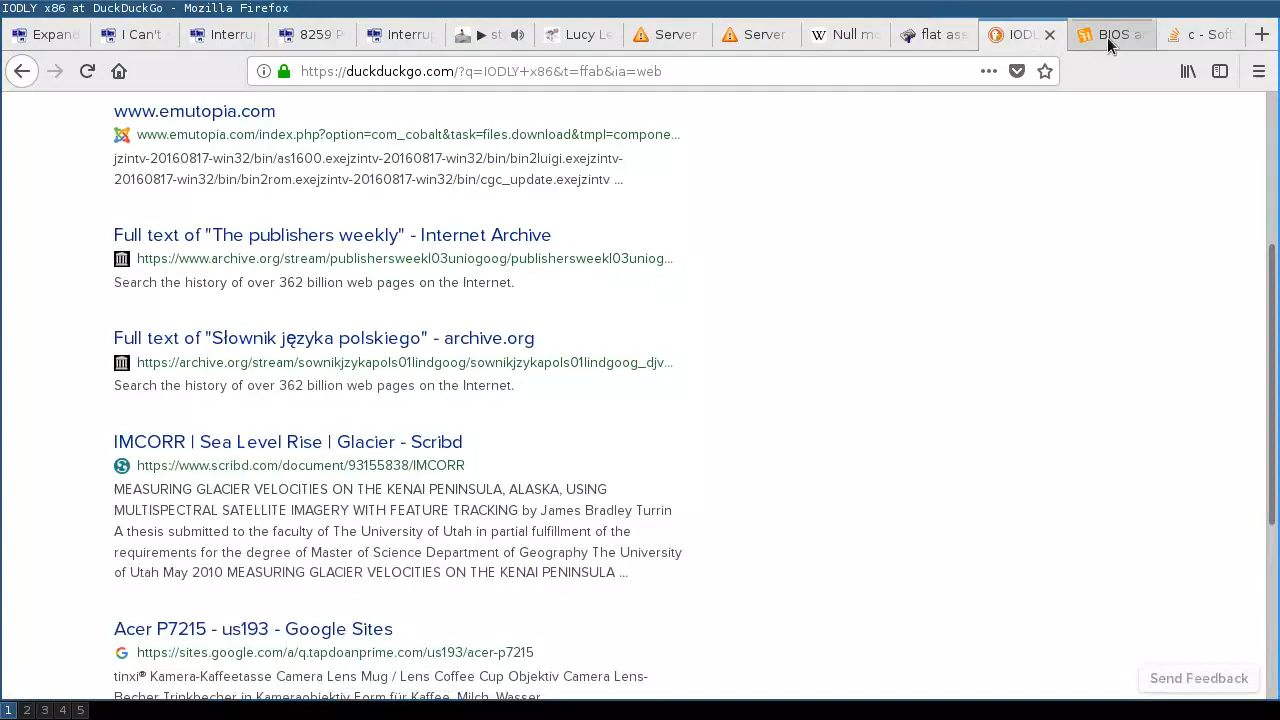 IODLY x86 at DuckDuckGo - Mozilla Firefox
Expand
I Can't
Interru
8259 P
Interrup
▶ st
Lucy Le
Server
Server
Null mo
flat ass
IODL
BIOS an
c - Soft
https://duckduckgo.com/?q=IODLY+x86&t=ffab&ia=web
www.emutopia.com
www.emutopia.com/index.php?option=com_cobalt&task=files.download&tmpl=compone...
jzintv-20160817-win32/bin/as1600.exejzintv-20160817-win32/bin/bin2luigi.exejzintv-
20160817-win32/bin/bin2rom.exejzintv-20160817-win32/bin/cgc_update.exejzintv ...
Full text of "The publishers weekly" - Internet Archive
https://www.archive.org/stream/publishersweekl03uniogoog/publishersweekl03uniog...
Search the history of over 362 billion web pages on the Internet.
Full text of "Słownik języka polskiego" - archive.org
https://archive.org/stream/sownikjzykapols01lindgoog/sownikjzykapols01lindgoog_djv...
Search the history of over 362 billion web pages on the Internet.
IMCORR | Sea Level Rise | Glacier - Scribd
https://www.scribd.com/document/93155838/IMCORR
MEASURING GLACIER VELOCITIES ON THE KENAI PENINSULA, ALASKA, USING
MULTISPECTRAL SATELLITE IMAGERY WITH FEATURE TRACKING by James Bradley Turrin
A thesis submitted to the faculty of The University of Utah in partial fulfillment of the
requirements for the degree of Master of Science Department of Geography The University
of Utah May 2010 MEASURING GLACIER VELOCITIES ON THE KENAI PENINSULA ...
Acer P7215 - us193 - Google Sites
https://sites.google.com/a/q.tapdoanprime.com/us193/acer-p7215
tinxi® Kamera-Kaffeetasse Camera Lens Mug / Lens Coffee Cup Objektiv Camera Lens-
Becher Trinkbecher in Kameraobjektiv Form für Kaffee, Milch, Wasser
Send Feedback
1 2 3 4 5